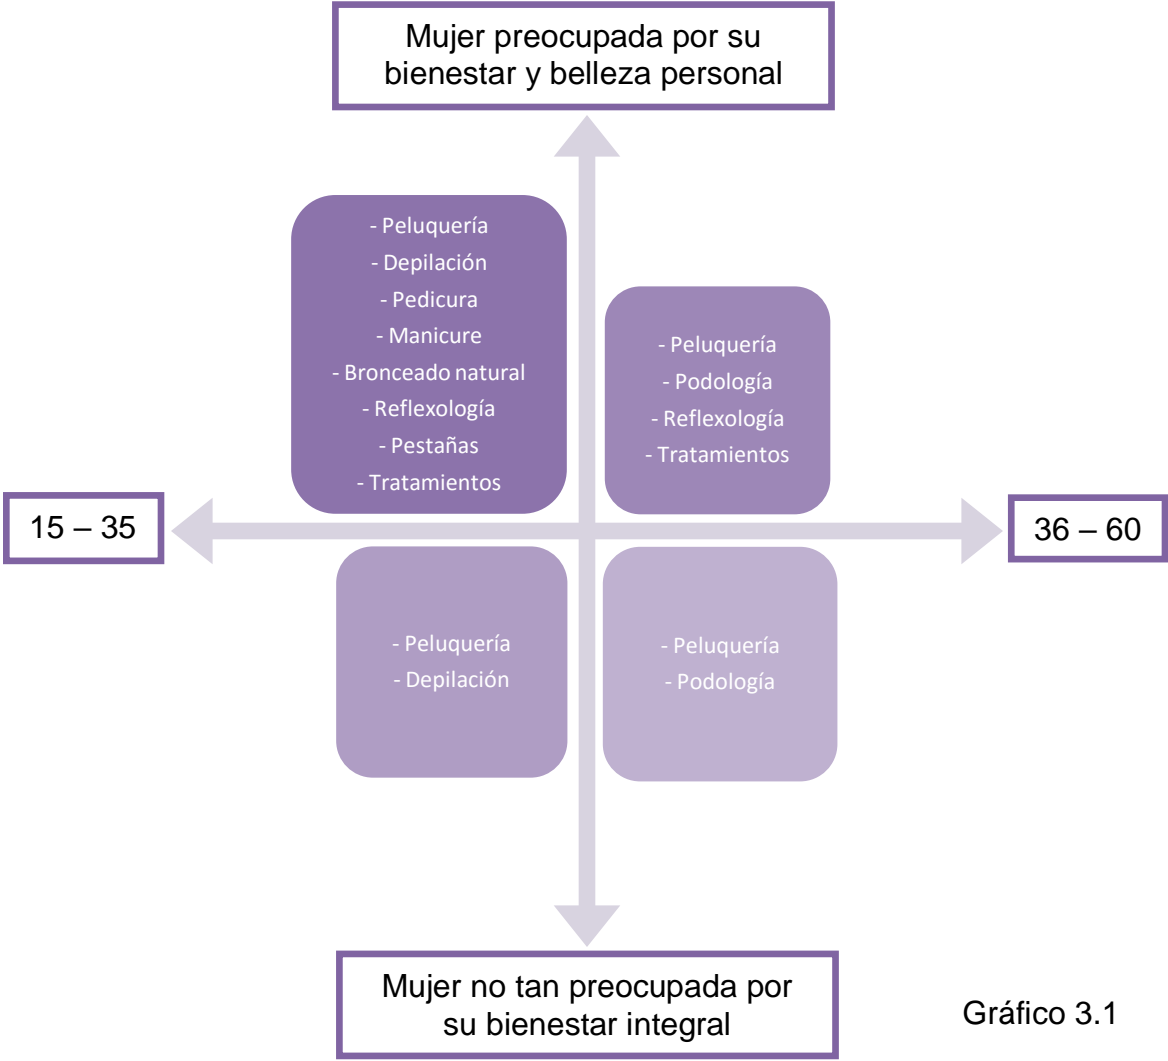 Mujer preocupada por su
bienestar y belleza personal
- Peluquería
- Depilación
- Pedicura
- Manicure
- Bronceado natural
- Reflexología
- Pestañas
- Tratamientos
- Peluquería
- Podología
- Reflexología
- Tratamientos
15 – 35
36 – 60
- Peluquería
- Depilación
- Peluquería
- Podología
Mujer no tan preocupada por
su bienestar integral
Gráfico 3.1